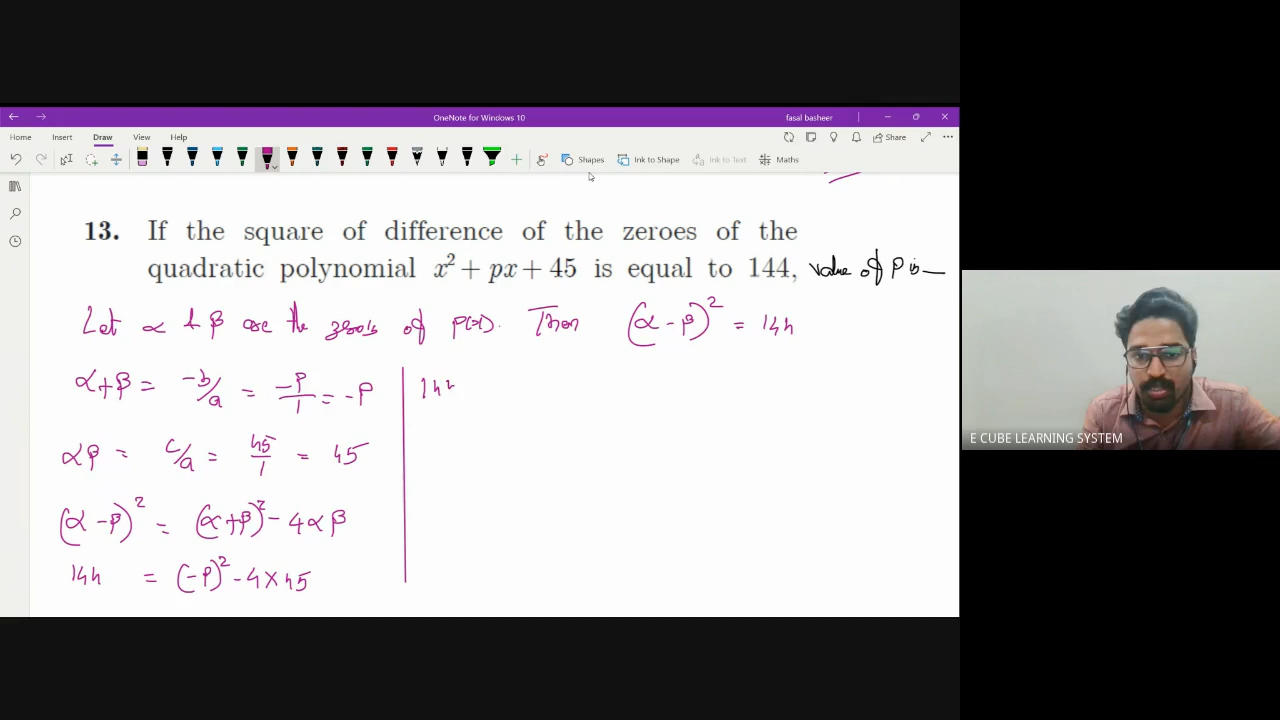 OneNote for Windows 10
fasal basheer
Home Insert Draw View Help
Share
Shapes Ink to Shape Ink to Text Maths
13. If the square of difference of the zeroes of the
quadratic polynomial x² + px + 45 is equal to 144, value of P is —
Let α & β are the zeros of P(x). Then (α - β)² = 144
α+β = -b/a = -P/1 = -P
144
αβ = c/a = 45/1 = 45
(α - β)² = (α+β)² - 4αβ
144 = (-P)² - 4×45
E CUBE LEARNING SYSTEM